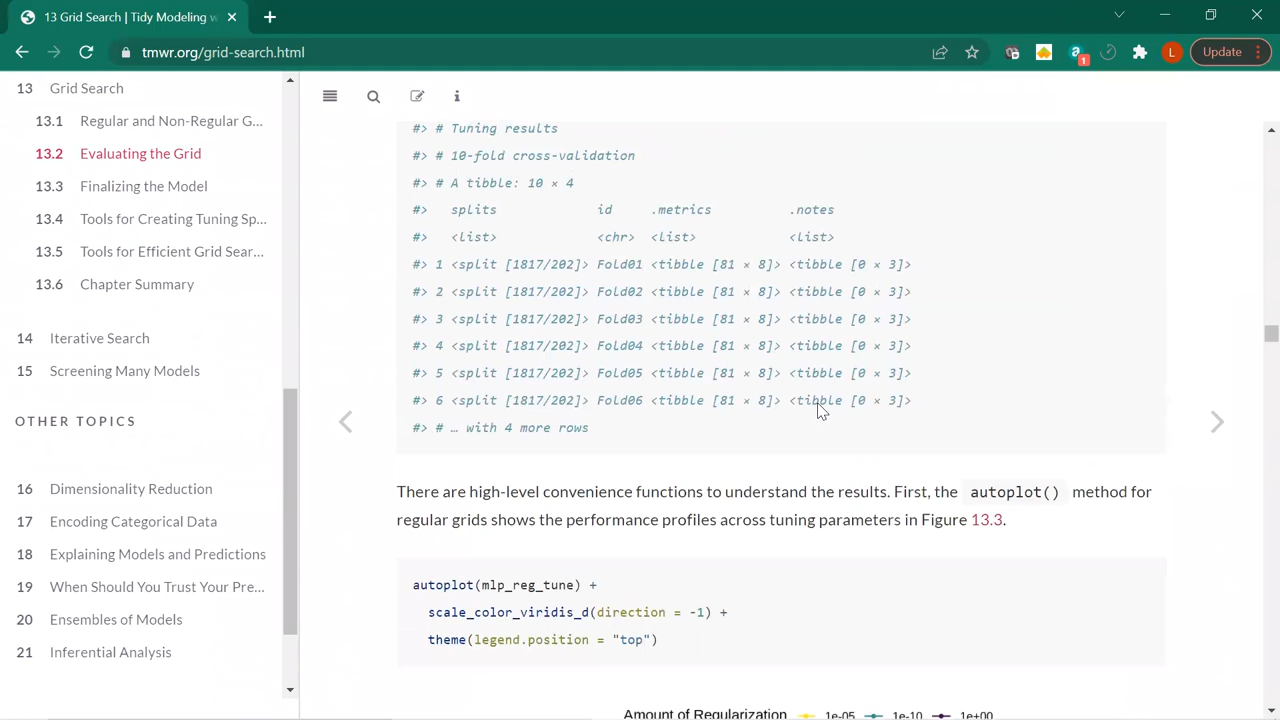 13 Grid Search | Tidy Modeling w
tmwr.org/grid-search.html
1
L
Update
13 Grid Search
13.1 Regular and Non-Regular G...
13.2 Evaluating the Grid
13.3 Finalizing the Model
13.4 Tools for Creating Tuning Sp...
13.5 Tools for Efficient Grid Sear...
13.6 Chapter Summary
14 Iterative Search
15 Screening Many Models
OTHER TOPICS
16 Dimensionality Reduction
17 Encoding Categorical Data
18 Explaining Models and Predictions
19 When Should You Trust Your Pre...
20 Ensembles of Models
21 Inferential Analysis
#> # Tuning results
#> # 10-fold cross-validation
#> # A tibble: 10 × 4
#> splits id .metrics .notes
#> <list> <chr> <list> <list>
#> 1 <split [1817/202]> Fold01 <tibble [81 × 8]> <tibble [0 × 3]>
#> 2 <split [1817/202]> Fold02 <tibble [81 × 8]> <tibble [0 × 3]>
#> 3 <split [1817/202]> Fold03 <tibble [81 × 8]> <tibble [0 × 3]>
#> 4 <split [1817/202]> Fold04 <tibble [81 × 8]> <tibble [0 × 3]>
#> 5 <split [1817/202]> Fold05 <tibble [81 × 8]> <tibble [0 × 3]>
#> 6 <split [1817/202]> Fold06 <tibble [81 × 8]> <tibble [0 × 3]>
#> # … with 4 more rows
There are high-level convenience functions to understand the results. First, the autoplot() method for
regular grids shows the performance profiles across tuning parameters in Figure 13.3.
autoplot(mlp_reg_tune) +
scale_color_viridis_d(direction = -1) +
theme(legend.position = "top")
Amount of Regularization 1e-05 1e-10 1e+00